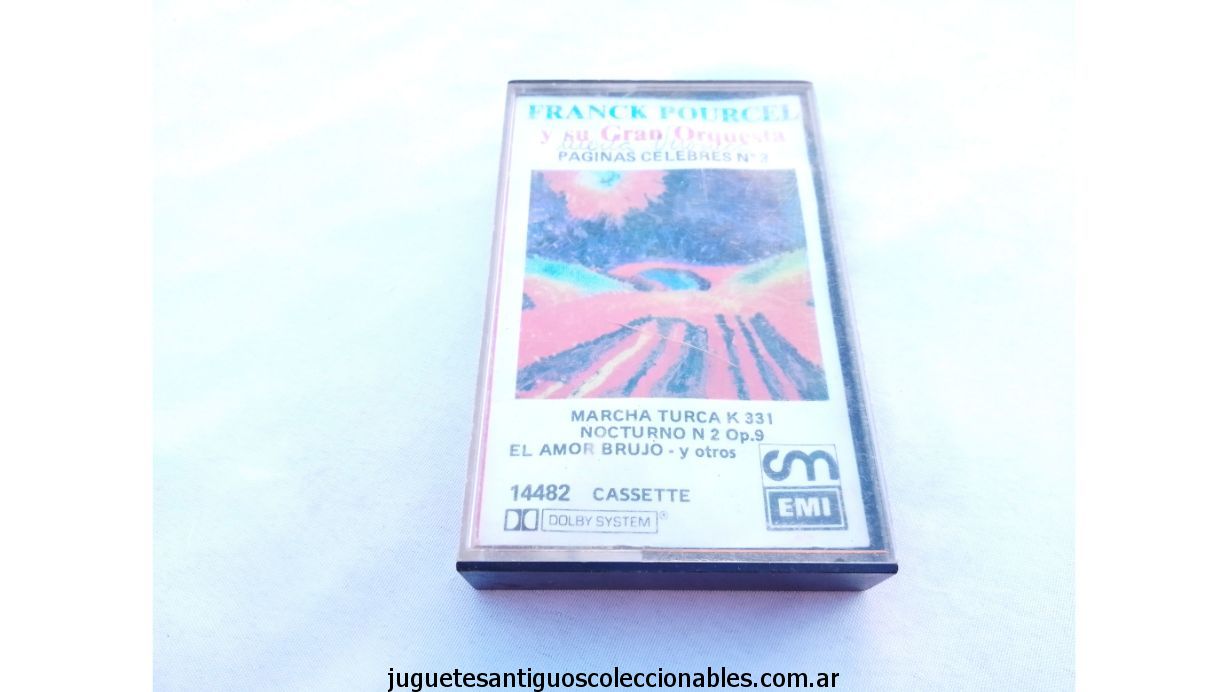 FRANCK POURCEL
y su Gran Orquesta
PAGINAS CELEBRES Nº
MARCHA TURCA K 331
NOCTURNO N 2 Op.9
EL AMOR BRUJO - y otros
14482 CASSETTE
DOLBY SYSTEM®
EMI
juguetesantiguoscoleccionables.com.ar